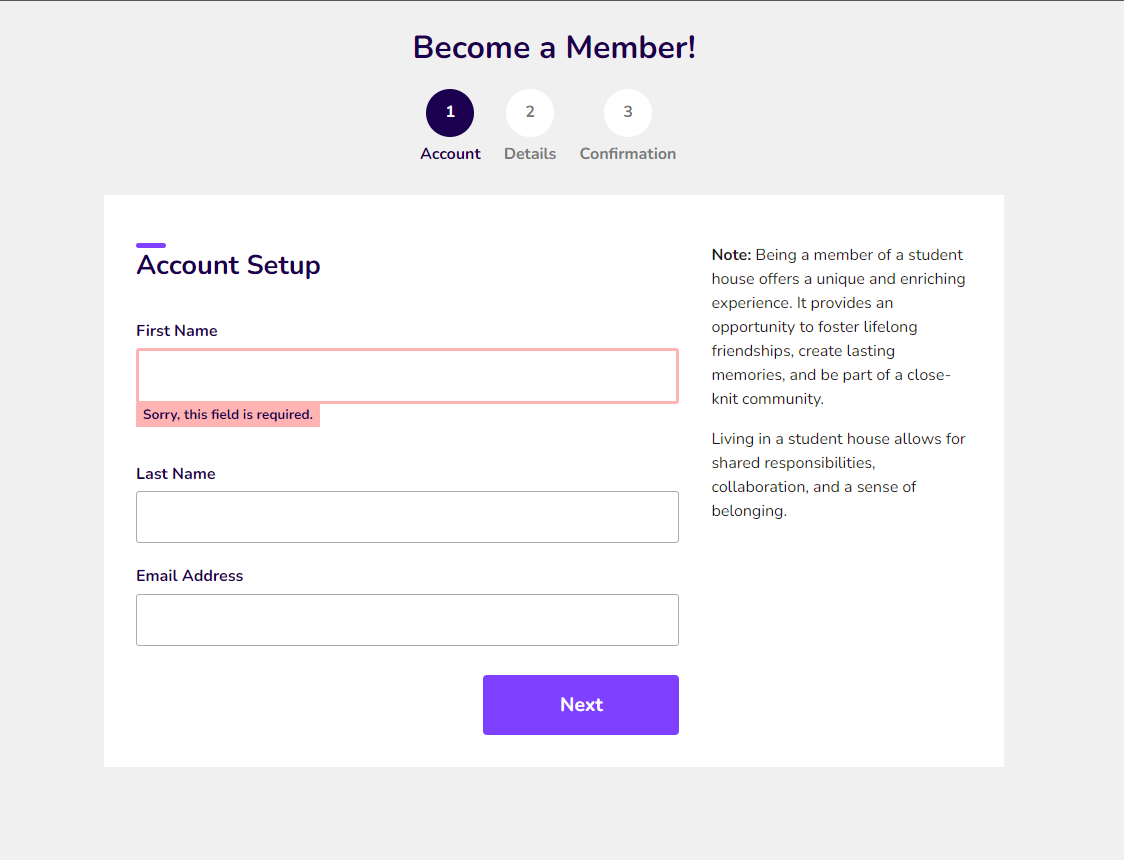 Become a Member!
1
2
3
Account
Details
Confirmation
Account Setup
First Name
Sorry, this field is required.
Last Name
Email Address
Next
Note: Being a member of a student
house offers a unique and enriching
experience. It provides an
opportunity to foster lifelong
friendships, create lasting
memories, and be part of a close-
knit community.
Living in a student house allows for
shared responsibilities,
collaboration, and a sense of
belonging.